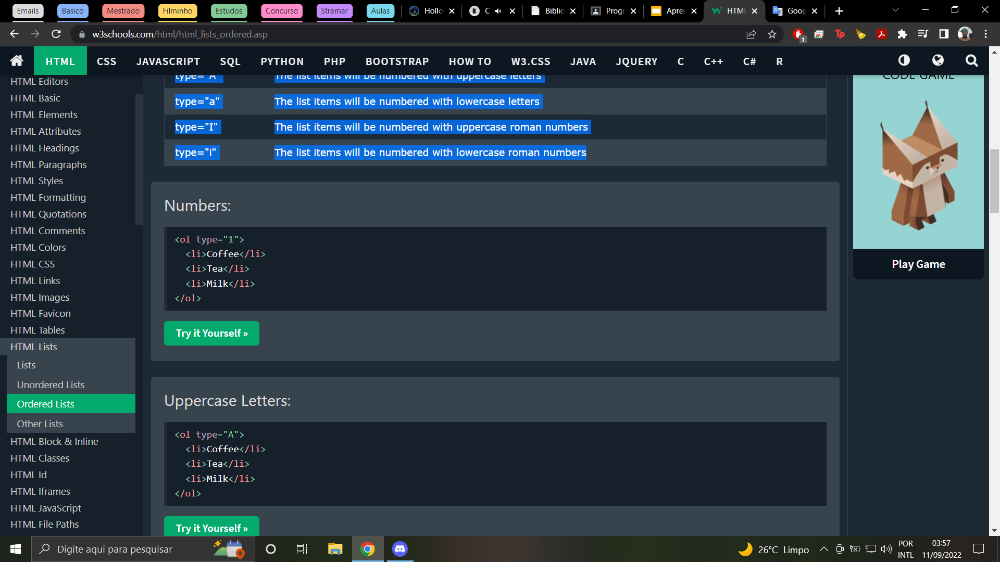 Emails Basico Mestrado Filminho Estudos Concurso Stremar Aulas Hollo C Biblio Progr Apres HTML Goog
w3schools.com/html/html_lists_ordered.asp
1
HTML CSS JAVASCRIPT SQL PYTHON PHP BOOTSTRAP HOW TO W3.CSS JAVA JQUERY C C++ C# R
HTML Editors
HTML Basic
HTML Elements
HTML Attributes
HTML Headings
HTML Paragraphs
HTML Styles
HTML Formatting
HTML Quotations
HTML Comments
HTML Colors
HTML CSS
HTML Links
HTML Images
HTML Favicon
HTML Tables
HTML Lists
Lists
Unordered Lists
Ordered Lists
Other Lists
HTML Block & Inline
HTML Classes
HTML Id
HTML Iframes
HTML JavaScript
HTML File Paths
type="A" The list items will be numbered with uppercase letters
type="a" The list items will be numbered with lowercase letters
type="I" The list items will be numbered with uppercase roman numbers
type="i" The list items will be numbered with lowercase roman numbers
Numbers:
<ol type="1">
<li>Coffee</li>
<li>Tea</li>
<li>Milk</li>
</ol>
Try it Yourself »
Uppercase Letters:
<ol type="A">
<li>Coffee</li>
<li>Tea</li>
<li>Milk</li>
</ol>
Try it Yourself »
CODE GAME
Play Game
Digite aqui para pesquisar
26°C Limpo
POR
INTL
03:57
11/09/2022